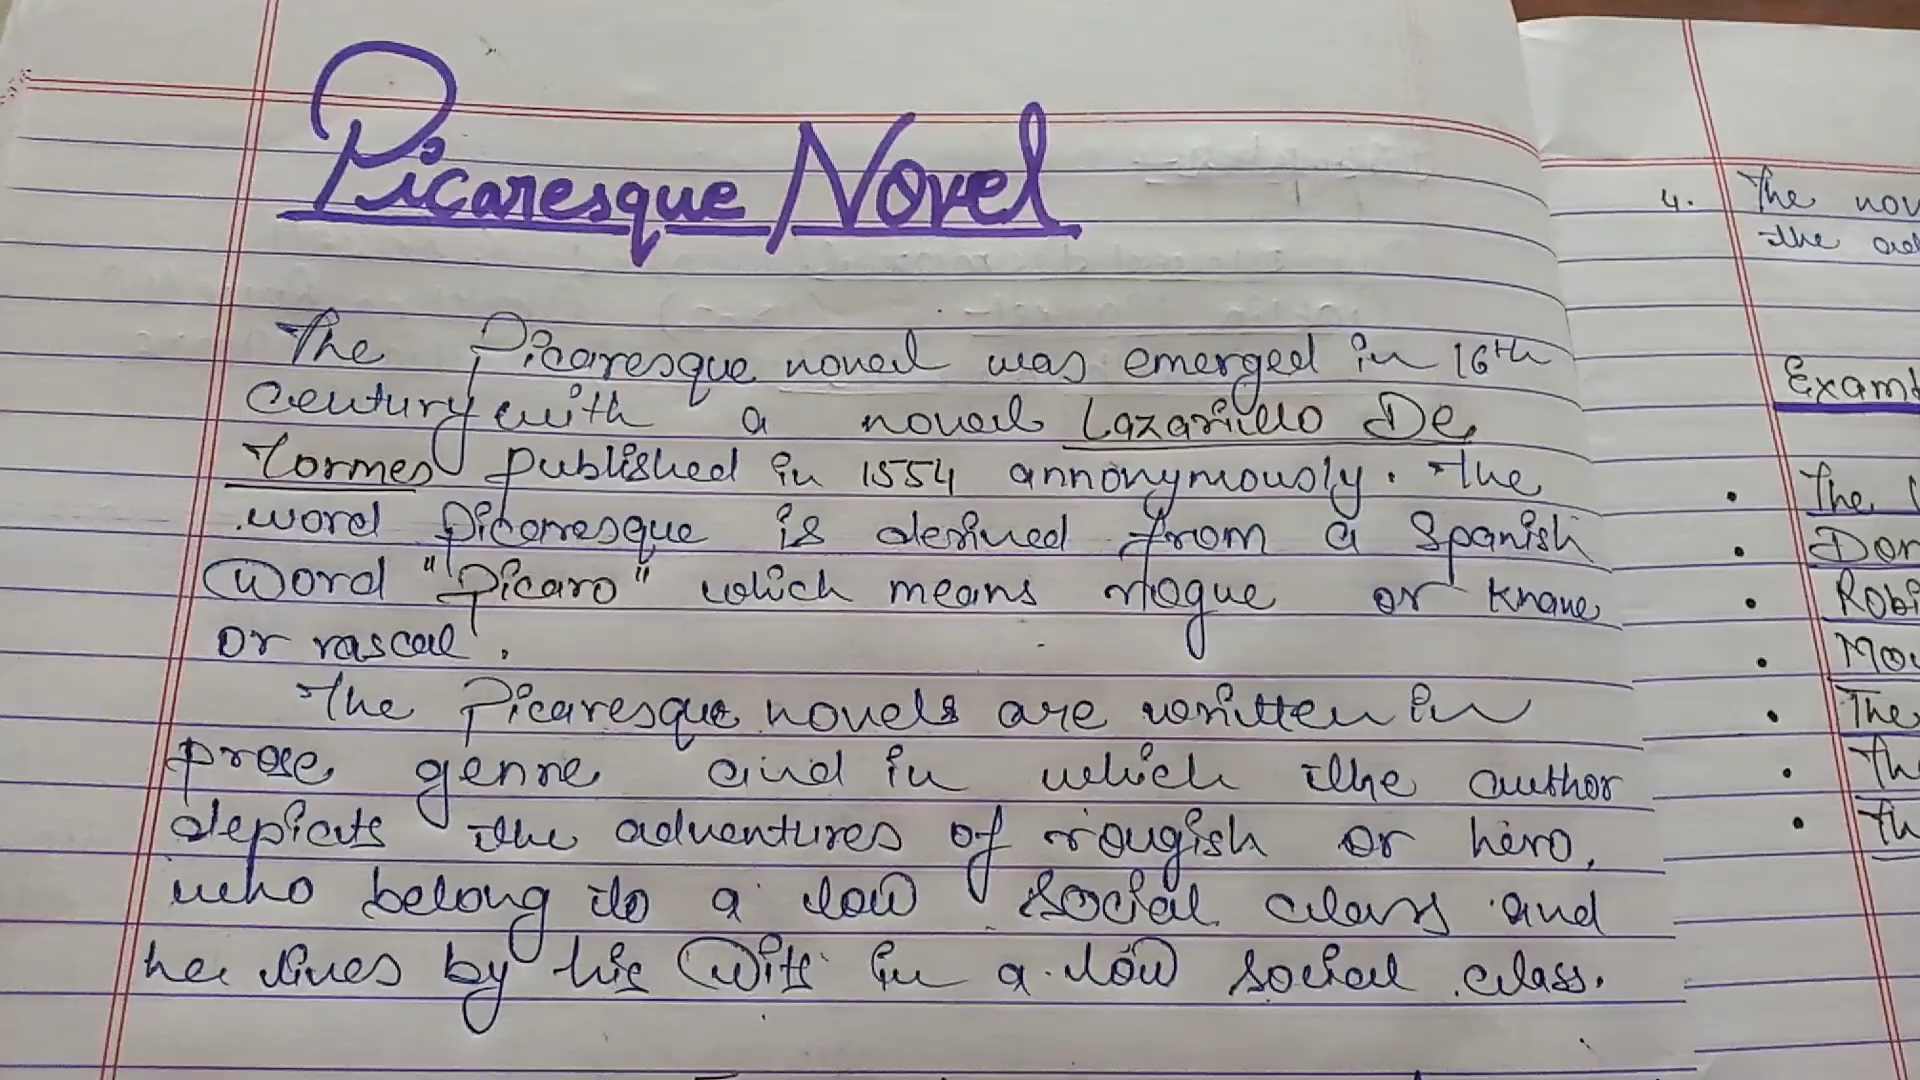 Picaresque Novel
The Picaresque novel was emerged in 16th
century with a novel Lazarillo De
Tormes published in 1554 annonymously. The
word picaresque is derived from a Spanish
word "Picaro" which means rogue or knave
or rascal.
The Picaresque novels are written in
prose genre and in which the author
depicts the adventures of rougish or hero,
who belong to a low social class and
he lives by his wits in a low social class.
4. The nov
the
Examp
The
Don
Robi
Mo
The
Th
Th